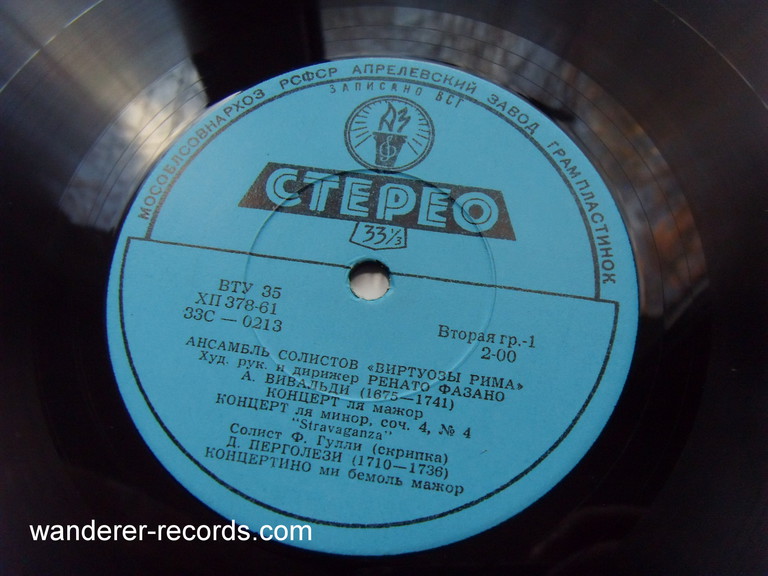 МОСОБЛСОВНАРХОЗ РСФСР АПРЕЛЕВСКИЙ ЗАВОД ГРАМПЛАСТИНОК
ЗАПИСАНО ВСГ
АЗ
СТЕРЕО
33⅓
ВТУ 35
ХП 378-61
33С — 0213
Вторая гр.-1
2-00
АНСАМБЛЬ СОЛИСТОВ «ВИРТУОЗЫ РИМА»
Худ. рук. и дирижер РЕНАТО ФАЗАНО
А. ВИВАЛЬДИ (1675—1741)
КОНЦЕРТ ля мажор
КОНЦЕРТ ля минор, соч. 4, № 4
"Stravaganza"
Солист Ф. Гулли (скрипка)
Д. ПЕРГОЛЕЗИ (1710—1736)
КОНЦЕРТИНО ми бемоль мажор
wanderer-records.com